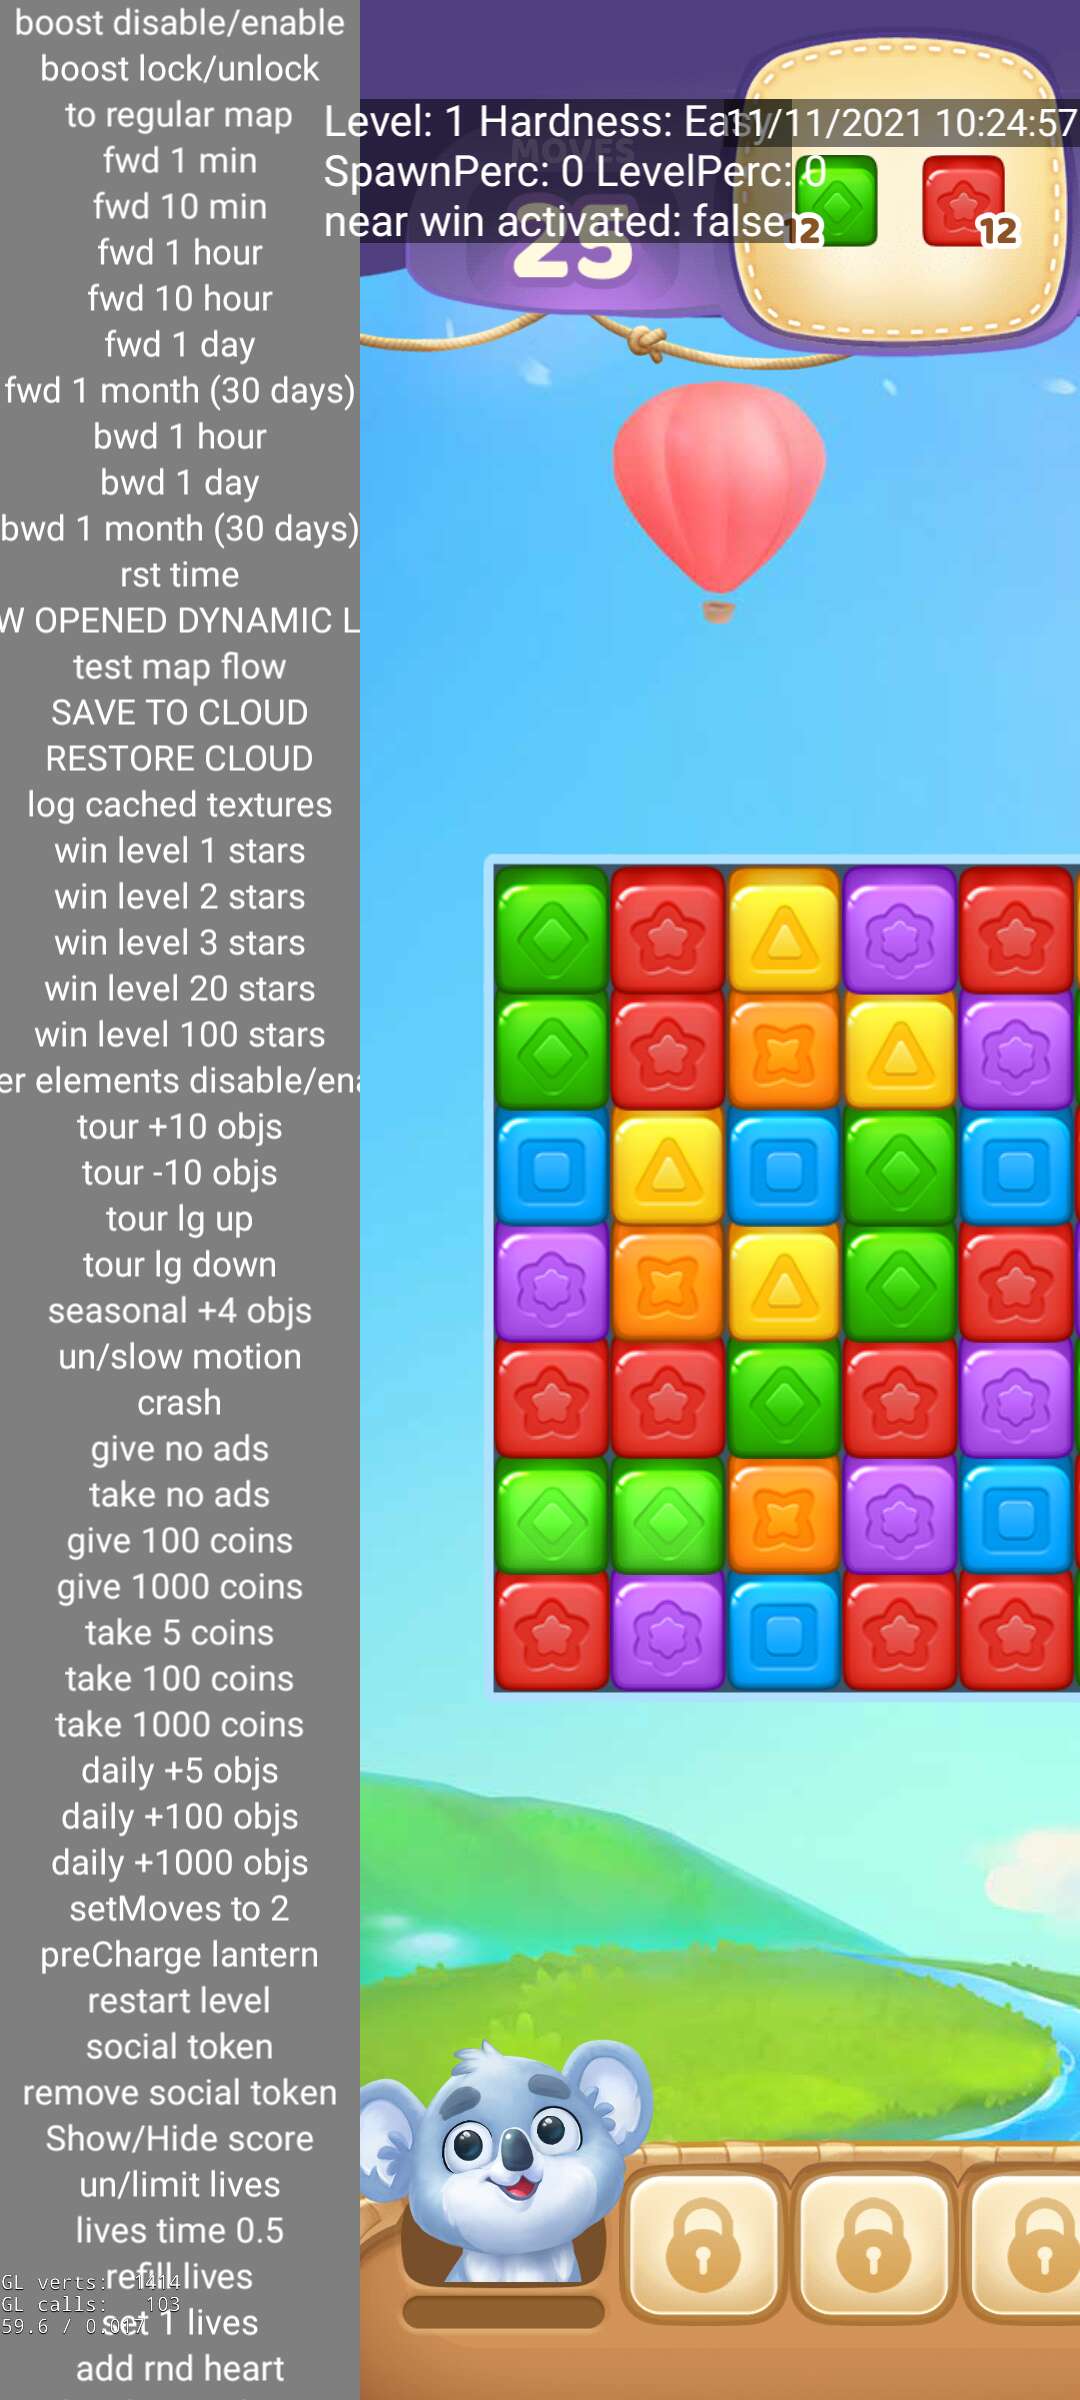 boost disable/enable
boost lock/unlock
to regular map
fwd 1 min
fwd 10 min
fwd 1 hour
fwd 10 hour
fwd 1 day
fwd 1 month (30 days)
bwd 1 hour
bwd 1 day
bwd 1 month (30 days)
rst time
W OPENED DYNAMIC L
test map flow
SAVE TO CLOUD
RESTORE CLOUD
log cached textures
win level 1 stars
win level 2 stars
win level 3 stars
win level 20 stars
win level 100 stars
er elements disable/ena
tour +10 objs
tour -10 objs
tour lg up
tour lg down
seasonal +4 objs
un/slow motion
crash
give no ads
take no ads
give 100 coins
give 1000 coins
take 5 coins
take 100 coins
take 1000 coins
daily +5 objs
daily +100 objs
daily +1000 objs
setMoves to 2
preCharge lantern
restart level
social token
remove social token
Show/Hide score
un/limit lives
lives time 0.5
refill lives
set 1 lives
add rnd heart
GL verts: 1414
GL calls: 103
59.6 / 0.017
Level: 1 Hardness: Easy
11/11/2021 10:24:57
MOVES
SpawnPerc: 0 LevelPerc: 0
near win activated: false
25
12
12